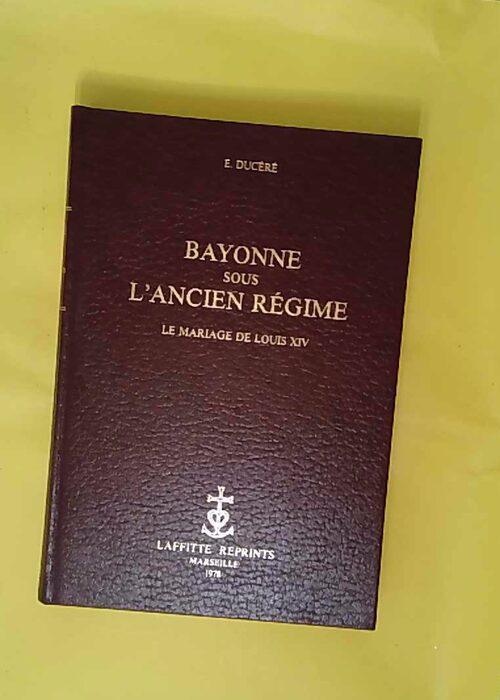 E. DUCÉRÉ
BAYONNE
SOUS
L'ANCIEN RÉGIME
LE MARIAGE DE LOUIS XIV
LAFFITTE REPRINTS
MARSEILLE
1978